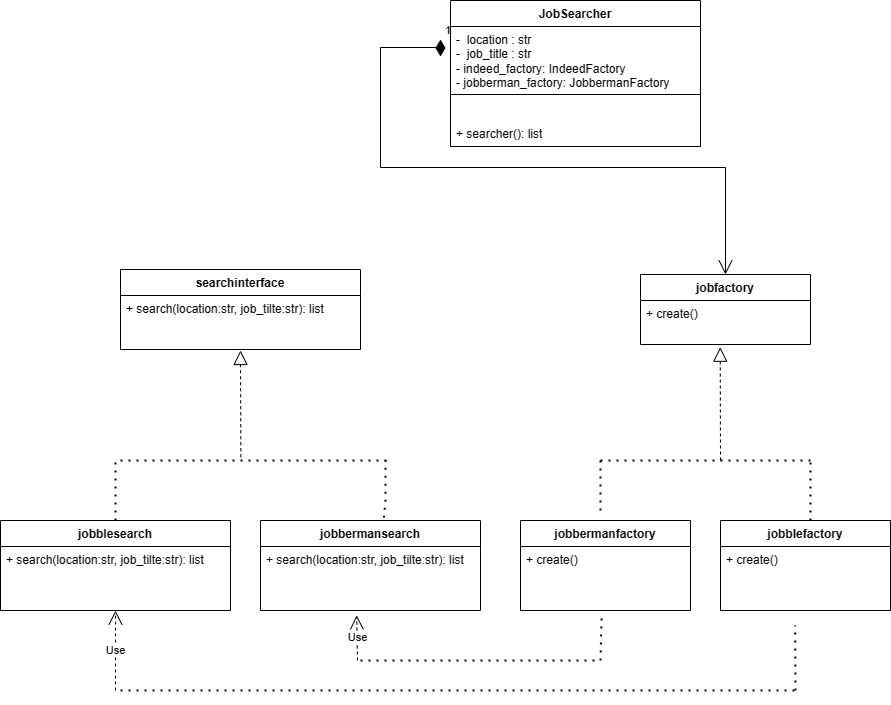 JobSearcher
1
- location : str
- job_title : str
- indeed_factory: IndeedFactory
- jobberman_factory: JobbermanFactory
+ searcher(): list
searchinterface
+ search(location:str, job_tilte:str): list
jobfactory
+ create()
jobblesearch
+ search(location:str, job_tilte:str): list
jobbermansearch
+ search(location:str, job_tilte:str): list
jobbermanfactory
+ create()
jobblefactory
+ create()
Use
Use